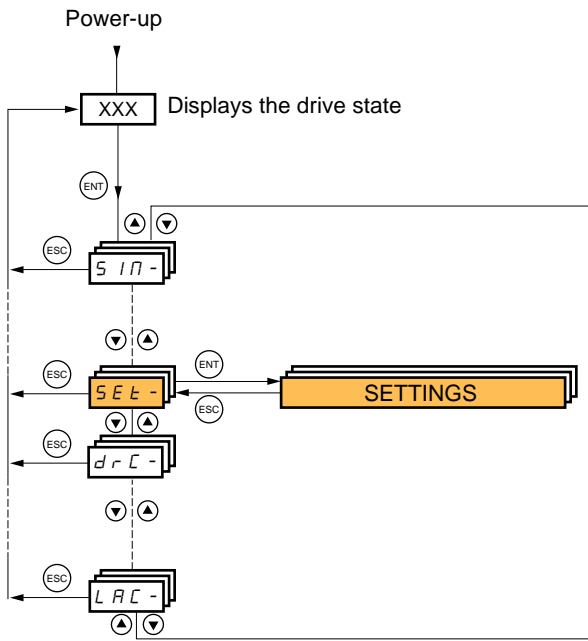 Power-up
XXX Displays the drive state
ENT
ESC
SIM-
ENT
ESC
SEt- SETTINGS
ESC
ESC
drC-
ESC
LAC-